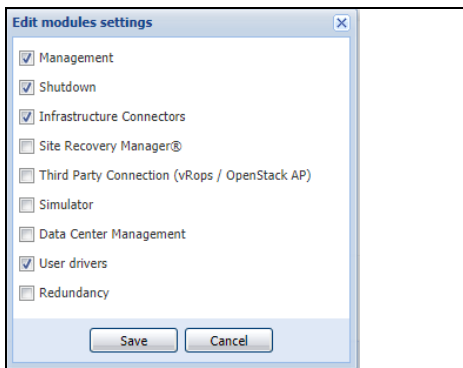 Edit modules settings
Management
Shutdown
Infrastructure Connectors
Site Recovery Manager®
Third Party Connection (vRops / OpenStack AP)
Simulator
Data Center Management
User drivers
Redundancy
Save Cancel